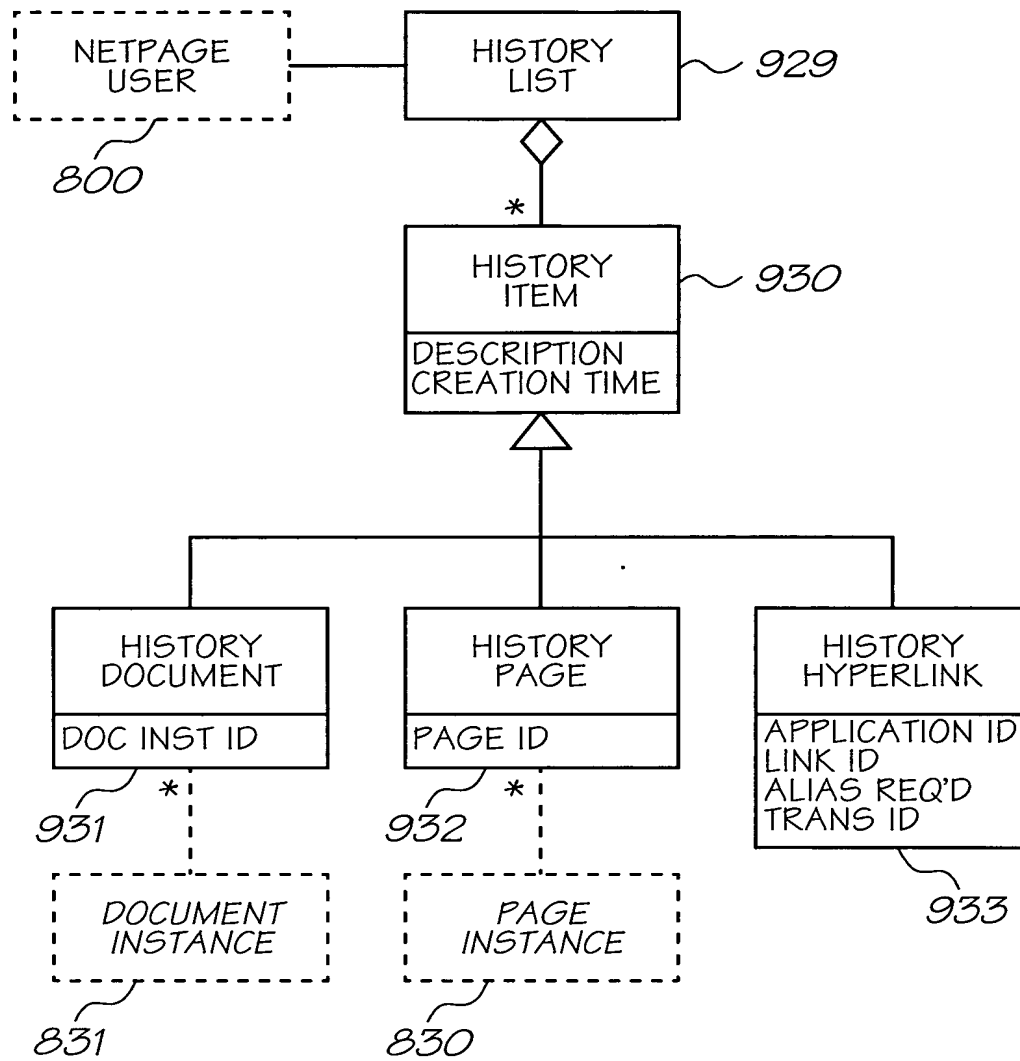 NETPAGE
USER
HISTORY
LIST
929
800
*
HISTORY
ITEM
930
DESCRIPTION
CREATION TIME
HISTORY
DOCUMENT
DOC INST ID
HISTORY
PAGE
PAGE ID
HISTORY
HYPERLINK
APPLICATION ID
LINK ID
ALIAS REQ'D
TRANS ID
*
931
*
932
933
DOCUMENT
INSTANCE
PAGE
INSTANCE
831
830